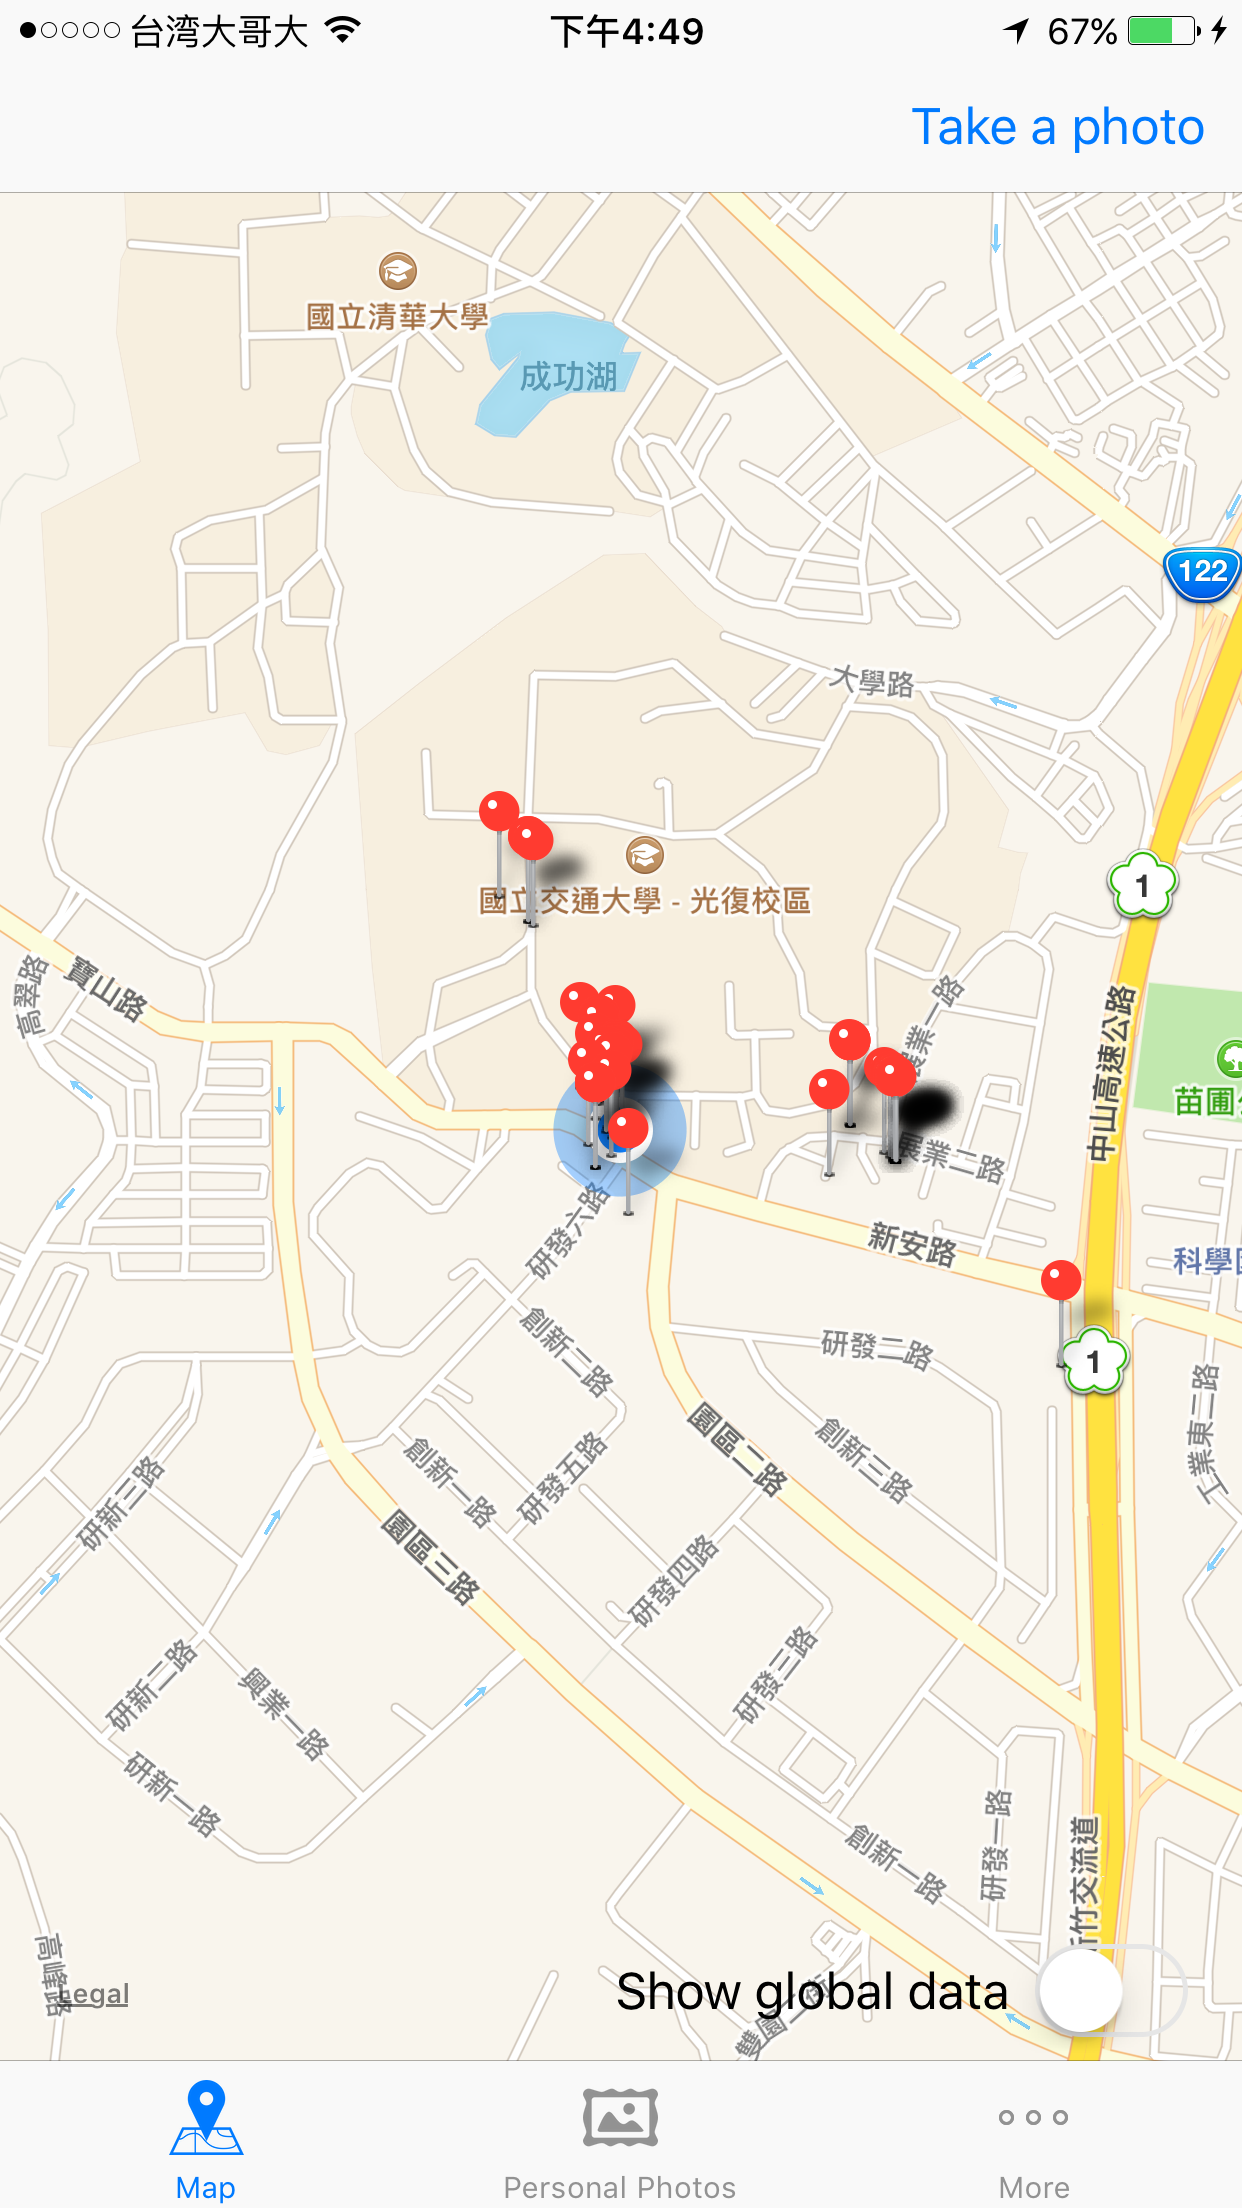 台湾大哥大
下午4:49
67%
Take a photo
國立清華大學
成功湖
122
大學路
1
國立交通大學 - 光復校區
高翠路
寶山路
展業一路
中山高速公路
苗圃
展業二路
研發六路
新安路
科學
1
創新二路
研發二路
園區二路
創新三路
工業東二路
創新一路
研發五路
研新三路
園區三路
研發四路
研新二路
興業一路
研發三路
研新一路
創新一路
研發一路
新竹交流道
高峰路
Legal
Show global data
雙園二街
Map
Personal Photos
More